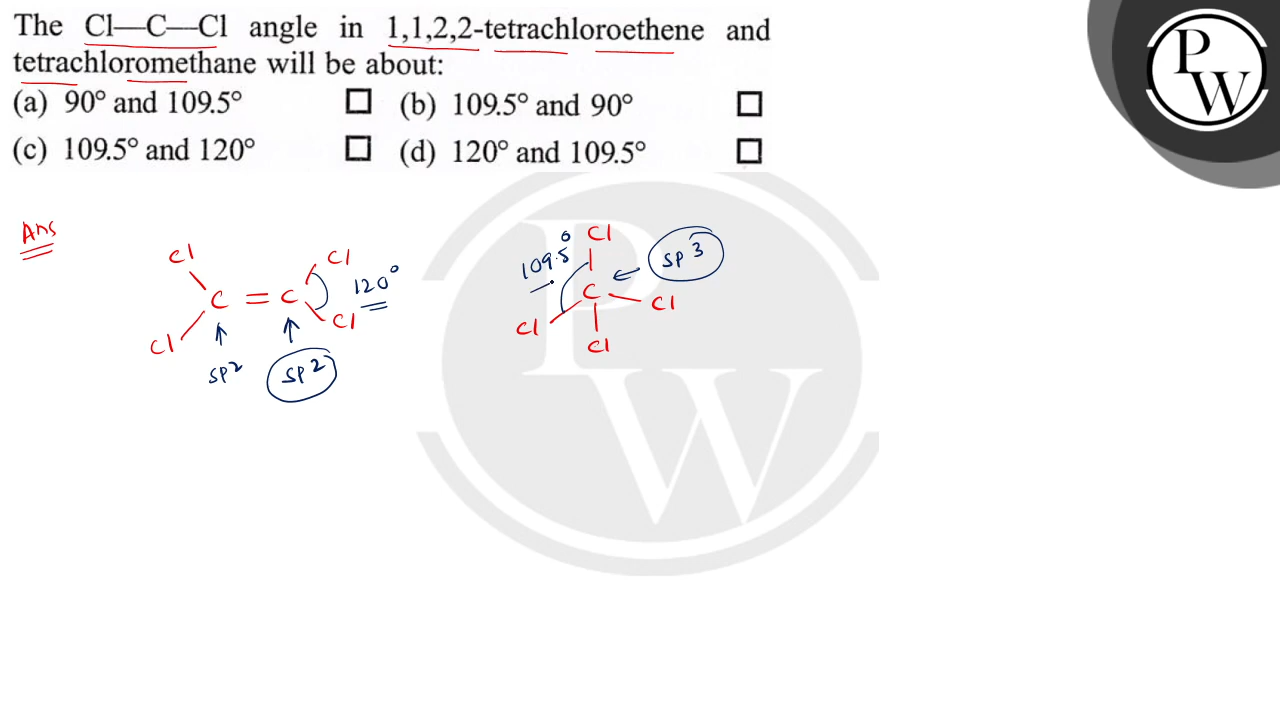 The Cl—C—Cl angle in 1,1,2,2-tetrachloroethene and
tetrachloromethane will be about:
(a) 90° and 109.5° ☐ (b) 109.5° and 90° ☐
(c) 109.5° and 120° ☐ (d) 120° and 109.5° ☐
PW
Ans
Cl
Cl
C = C
120°
Cl
Cl
sp²
sp²
Cl
109.5°
sp³
C
Cl
Cl
Cl
PW